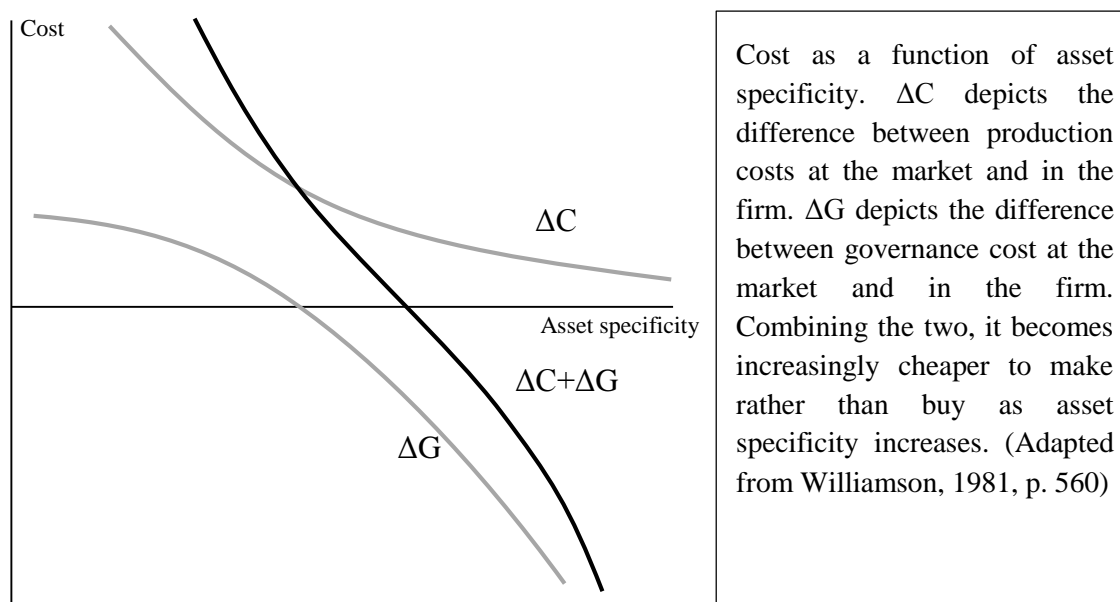 Cost
ΔC
Asset specificity
ΔC+ΔG
ΔG
Cost as a function of asset
specificity. ΔC depicts the
difference between production
costs at the market and in the
firm. ΔG depicts the difference
between governance cost at the
market and in the firm.
Combining the two, it becomes
increasingly cheaper to make
rather than buy as asset
specificity increases. (Adapted
from Williamson, 1981, p. 560)